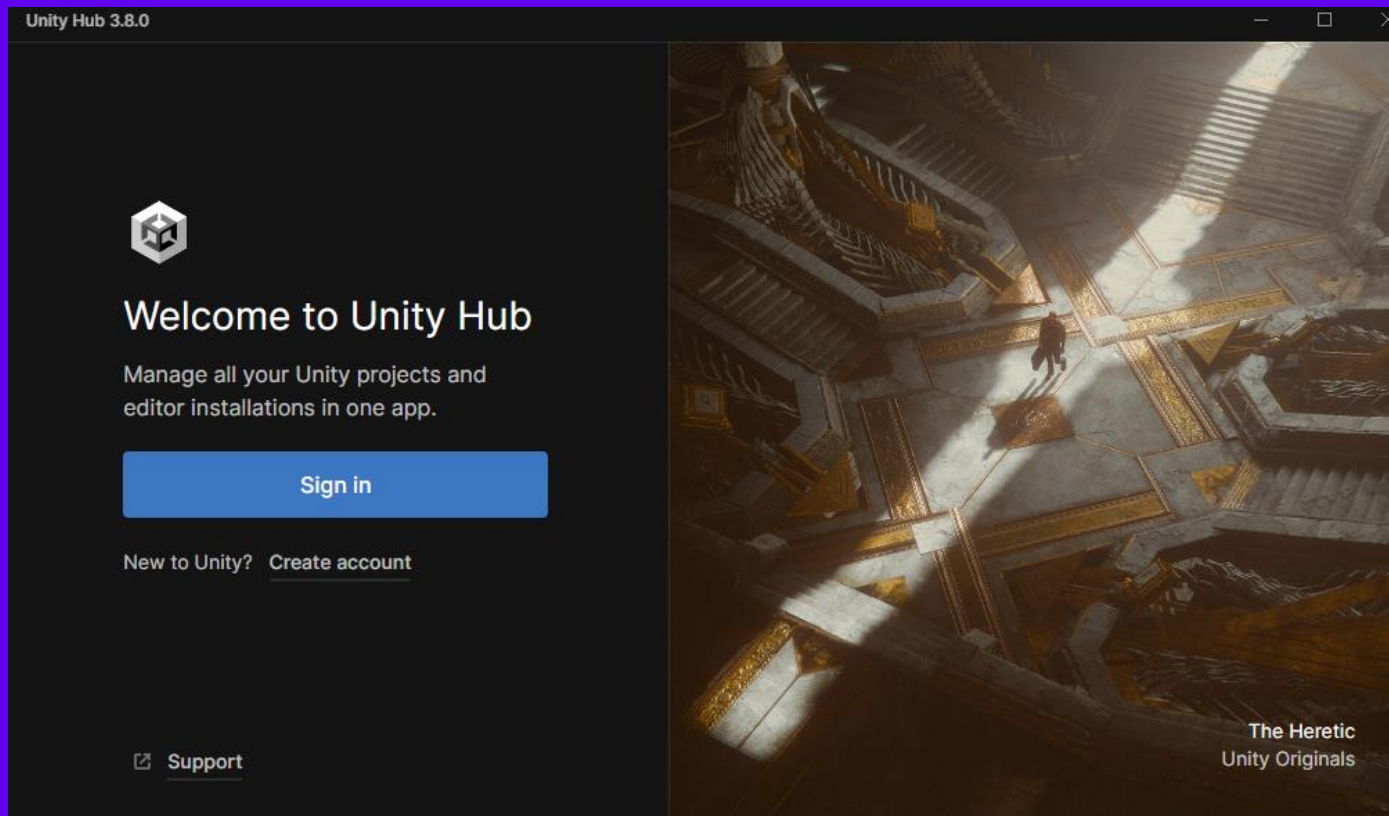 Unity Hub 3.8.0
Welcome to Unity Hub
Manage all your Unity projects and
editor installations in one app.
Sign in
New to Unity? Create account
Support
The Heretic
Unity Originals